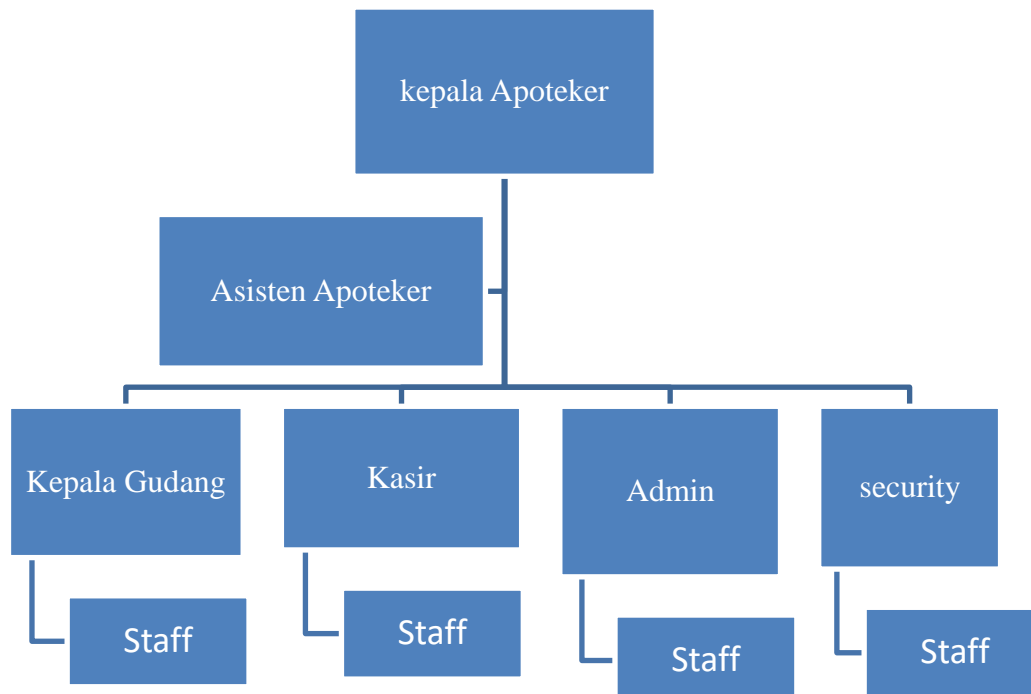 kepala Apoteker
Asisten Apoteker
Kepala Gudang
Kasir
Admin
security
Staff
Staff
Staff
Staff